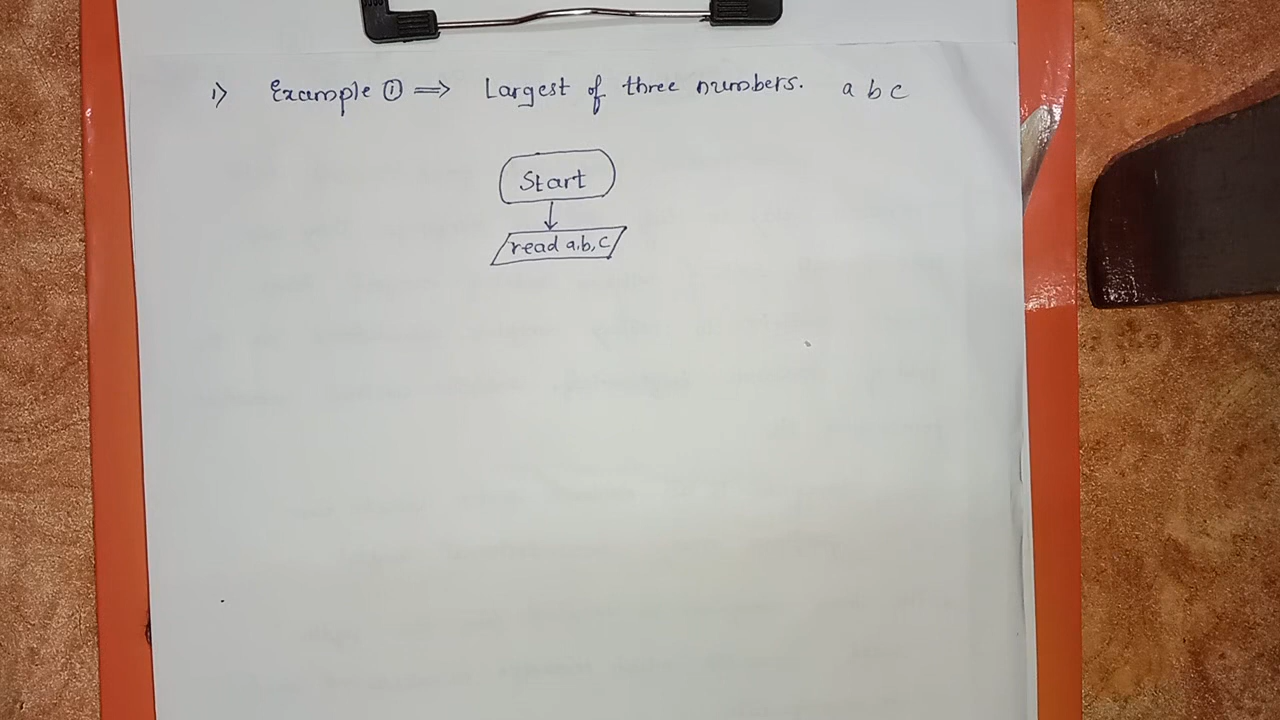 1) Example ① ⟹ Largest of three numbers. a b c
Start
read a,b,c